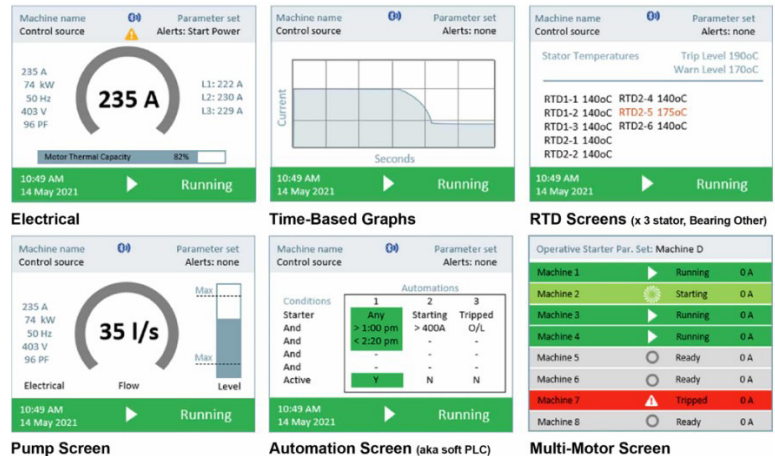 Machine name Parameter set
Control source Alerts: Start Power
235 A
74 kW
50 Hz
403 V
96 PF
235 A
L1: 222 A
L2: 230 A
L3: 229 A
Motor Thermal Capacity 82%
10:49 AM
14 May 2021
Running
Electrical
Machine name Parameter set
Control source Alerts: none
Current
Seconds
10:49 AM
14 May 2021
Running
Time-Based Graphs
Machine name Parameter set
Control source Alerts: none
Stator Temperatures Trip Level 190oC
Warn Level 170oC
RTD1-1 140oC RTD2-4 140oC
RTD1-2 140oC RTD2-5 175oC
RTD1-3 140oC RTD2-6 140oC
RTD2-1 140oC
RTD2-2 140oC
10:49 AM
14 May 2021
Running
RTD Screens (x 3 stator, Bearing Other)
Machine name Parameter set
Control source Alerts: none
235 A
74 kW
50 Hz
403 V
96 PF
35 l/s
Max
Max
Electrical Flow Level
10:49 AM
14 May 2021
Running
Pump Screen
Machine name Parameter set
Control source Alerts: none
Automations
Conditions 1 2 3
Starter Any Starting Tripped
And > 1:00 pm > 400A O/L
And < 2:20 pm - -
And - - -
And - - -
Active Y N N
10:49 AM
14 May 2021
Running
Automation Screen (aka soft PLC)
Operative Starter Par. Set: Machine D
Machine 1 Running 0 A
Machine 2 Starting 0 A
Machine 3 Running 0 A
Machine 4 Running 0 A
Machine 5 Ready 0 A
Machine 6 Ready 0 A
Machine 7 Tripped 0 A
Machine 8 Ready 0 A
Multi-Motor Screen